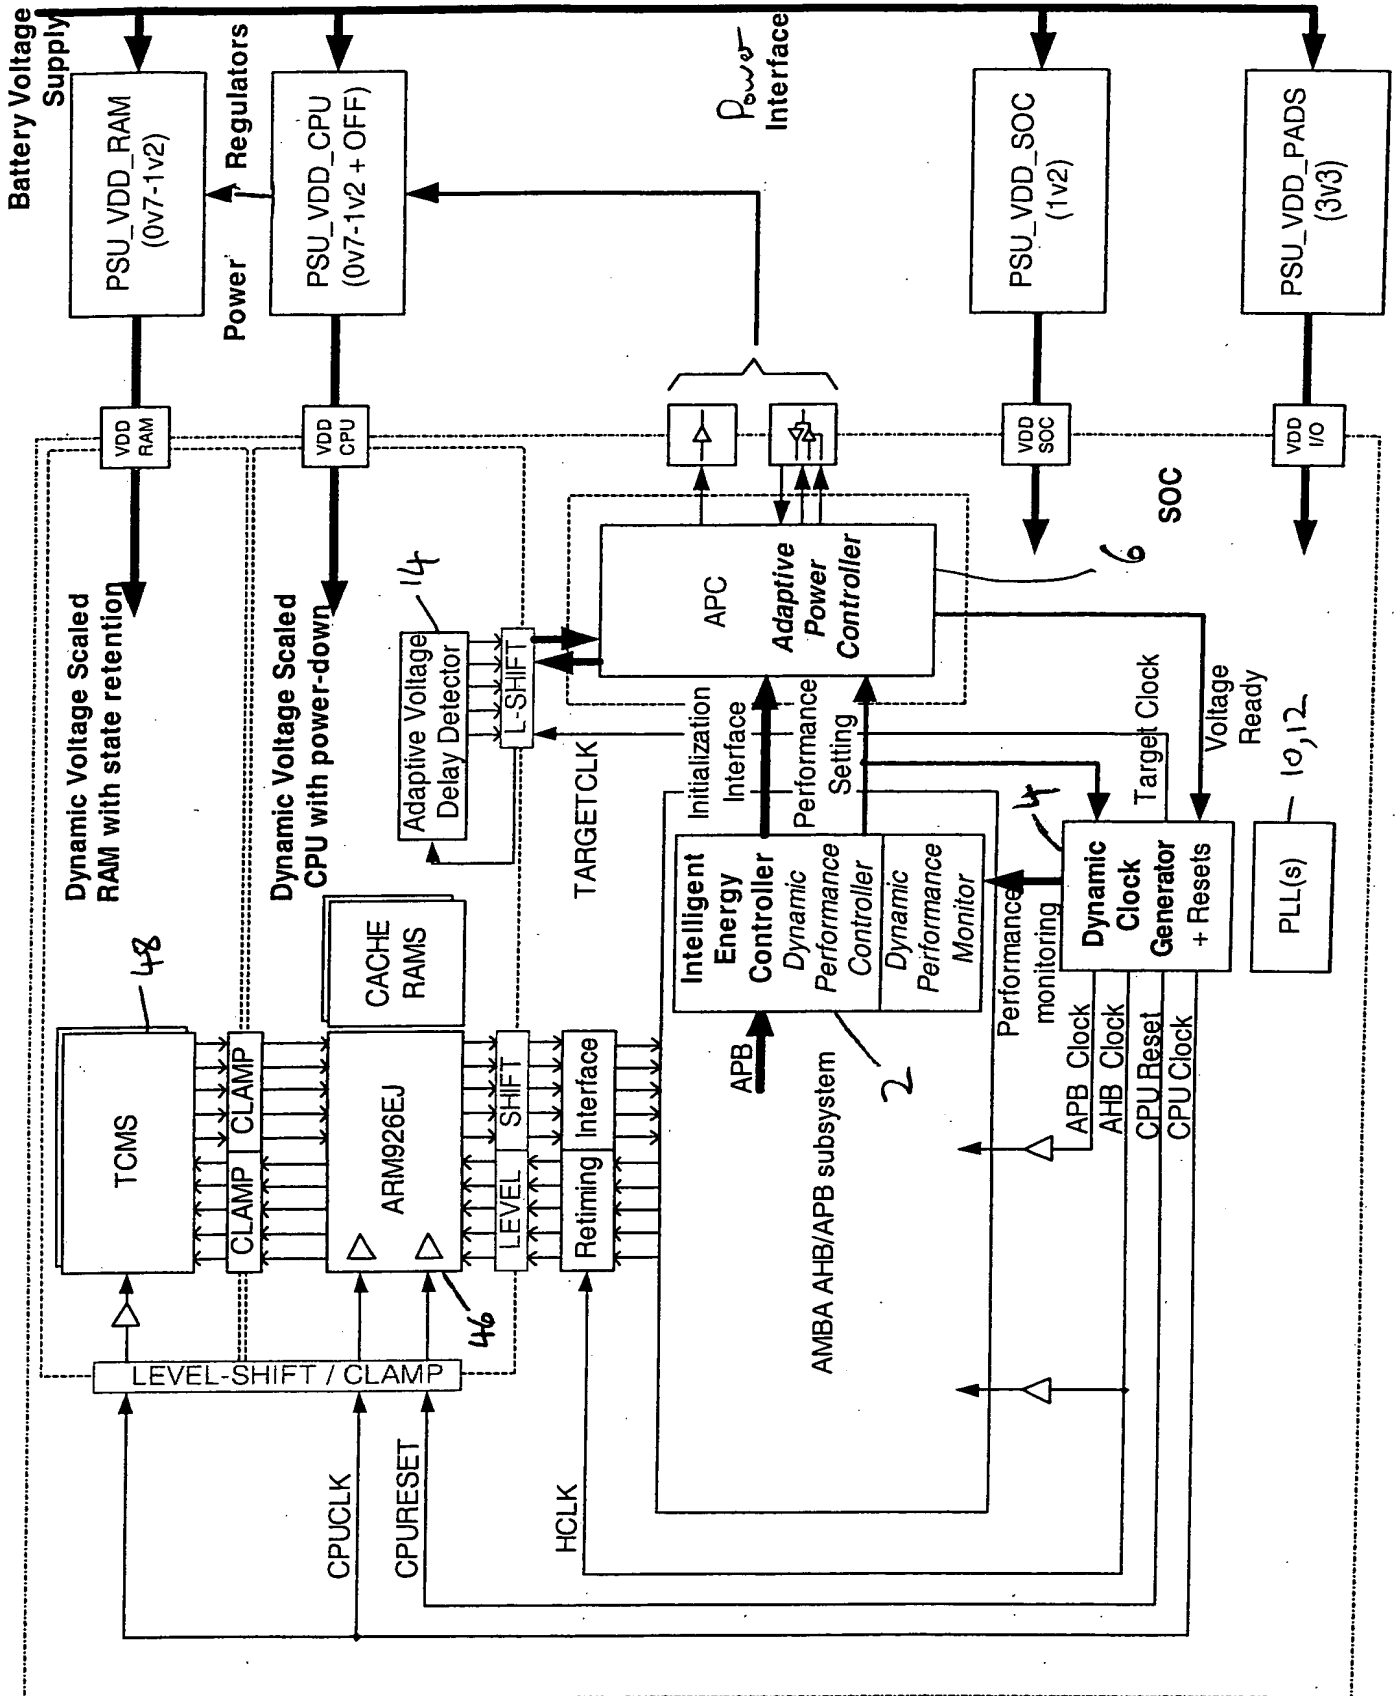 Battery Voltage
Supply
PSU_VDD_RAM
(0v7-1v2)
Power Regulators
PSU_VDD_CPU
(0v7-1v2 + OFF)
Power
Interface
PSU_VDD_SOC
(1v2)
PSU_VDD_PADS
(3v3)
VDD
RAM
VDD
CPU
VDD
SOC
VDD
I/O
SOC
Dynamic Voltage Scaled
RAM with state retention
Dynamic Voltage Scaled
CPU with power-down
14
Adaptive Voltage
Delay Detector
L-SHIFT
APC
Adaptive
Power
Controller
6
TARGETCLK
Initialization
Interface
Performance
Setting
Target Clock
Voltage
Ready
10,12
PLL(s)
4
Dynamic
Clock
Generator
+ Resets
Performance
monitoring
Intelligent
Energy
Controller
Dynamic
Performance
Controller
Dynamic
Performance
Monitor
2
APB
AMBA AHB/APB subsystem
APB Clock
AHB Clock
CPU Reset
CPU Clock
48
TCMS
CACHE
RAMS
CLAMP CLAMP
ARM926EJ
46
LEVEL SHIFT
Retiming Interface
LEVEL-SHIFT / CLAMP
CPUCLK
CPURESET
HCLK